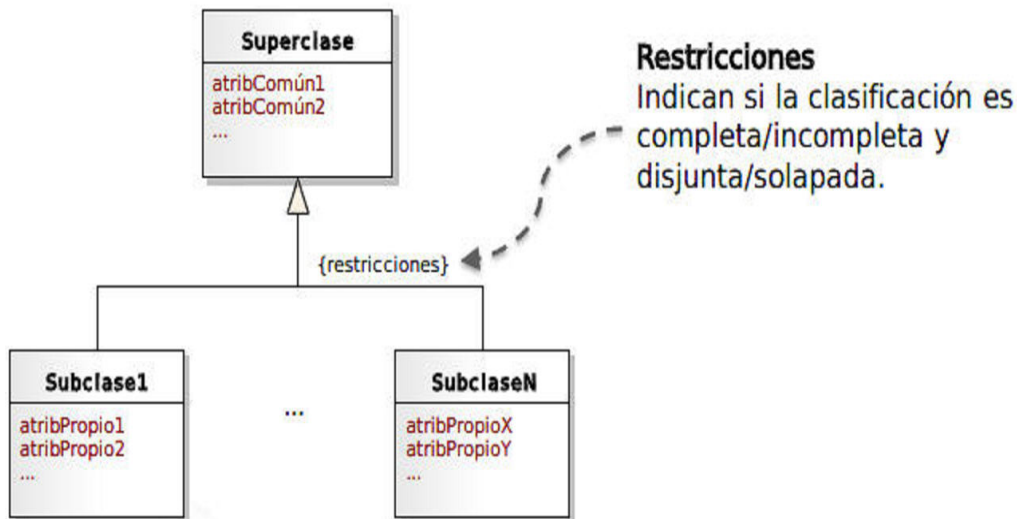 Superclase
atribComún1
atribComún2
...
Restricciones
Indican si la clasificación es
completa/incompleta y
disjunta/solapada.
{restricciones}
Subclase1
atribPropio1
atribPropio2
...
...
SubclaseN
atribPropioX
atribPropioY
...